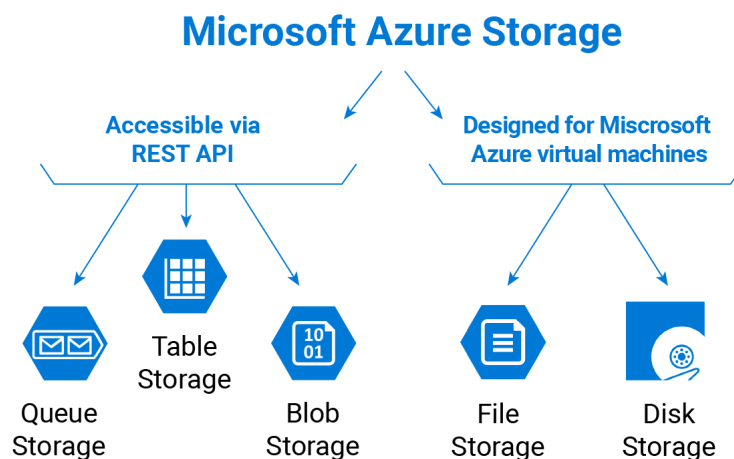 Microsoft Azure Storage
Accessible via
REST API
Designed for Miscrosoft
Azure virtual machines
Queue
Storage
Table
Storage
10
01
Blob
Storage
File
Storage
Disk
Storage